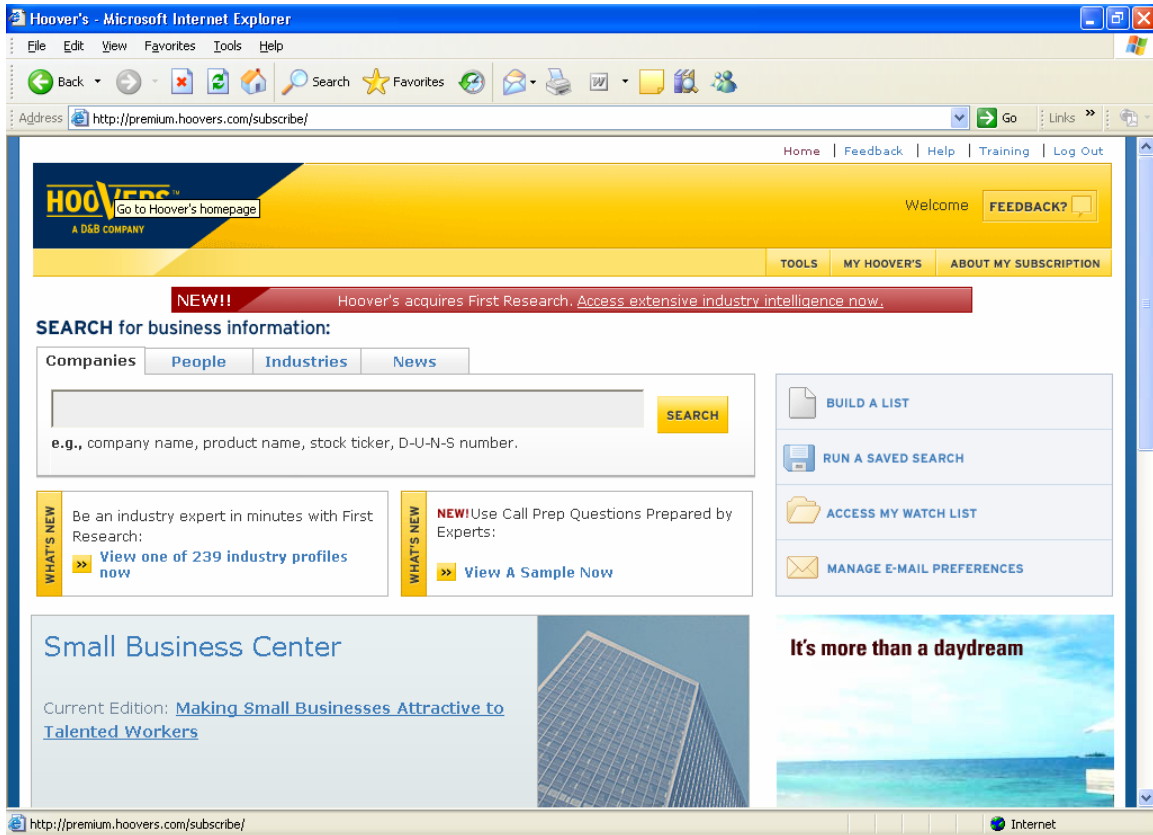 Hoover's - Microsoft Internet Explorer
File Edit View Favorites Tools Help
Back Search Favorites W
Address http://premium.hoovers.com/subscribe/ Go Links »
Home | Feedback | Help | Training | Log Out
HOOVERS™
Go to Hoover's homepage
A D&B COMPANY
Welcome FEEDBACK?
TOOLS MY HOOVER'S ABOUT MY SUBSCRIPTION
NEW!! Hoover's acquires First Research. Access extensive industry intelligence now.
SEARCH for business information:
Companies People Industries News
SEARCH
e.g., company name, product name, stock ticker, D-U-N-S number.
BUILD A LIST
RUN A SAVED SEARCH
ACCESS MY WATCH LIST
MANAGE E-MAIL PREFERENCES
WHAT'S NEW
Be an industry expert in minutes with First
Research:
» View one of 239 industry profiles
now
WHAT'S NEW
NEW! Use Call Prep Questions Prepared by
Experts:
» View A Sample Now
Small Business Center
Current Edition: Making Small Businesses Attractive to
Talented Workers
It's more than a daydream
http://premium.hoovers.com/subscribe/ Internet